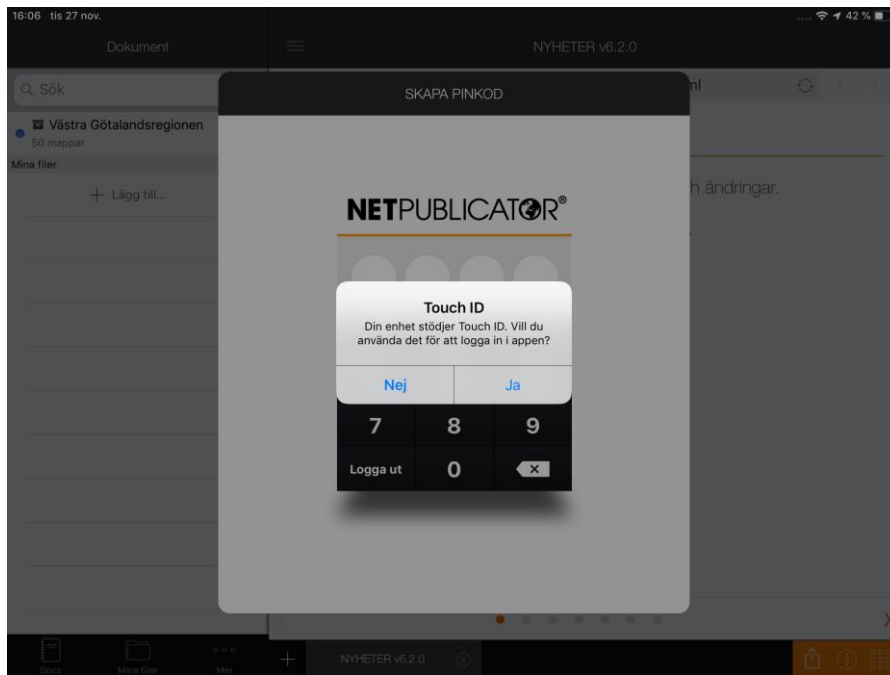 16:06 tis 27 nov.
42 %
Dokument
NYHETER v6.2.0
Sök
ml
SKAPA PINKOD
Västra Götalandsregionen
50 mappar
Mina filer
Lägg till...
h ändringar.
NETPUBLICATOR®
Touch ID
Din enhet stödjer Touch ID. Vill du
använda det för att logga in i appen?
Nej Ja
7 8 9
Logga ut 0
Docs Mina filer Mer
NYHETER v6.2.0